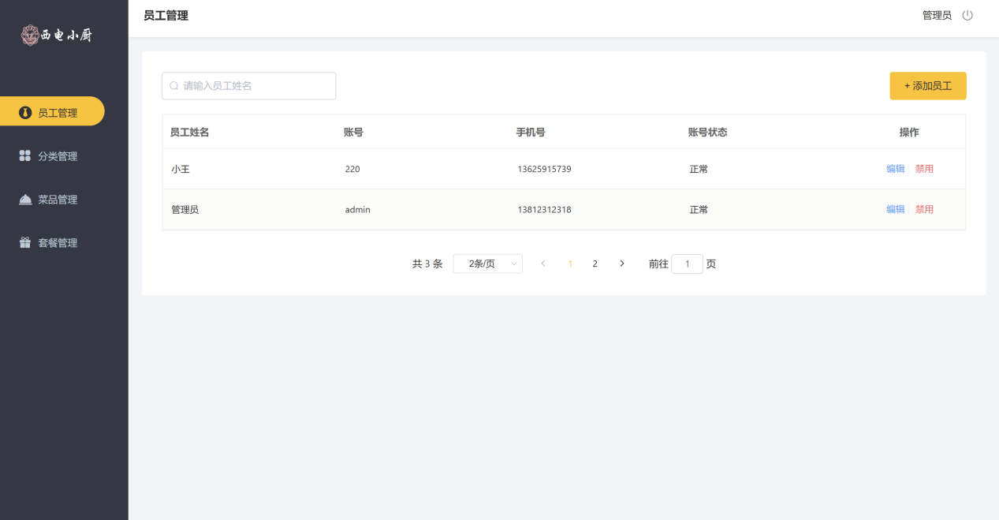 西电小厨
员工管理
分类管理
菜品管理
套餐管理
员工管理 管理员
请输入员工姓名 + 添加员工
员工姓名 账号 手机号 账号状态 操作
小王 220 13625915739 正常 编辑 禁用
管理员 admin 13812312318 正常 编辑 禁用
共 3 条 2条/页 1 2 前往 1 页